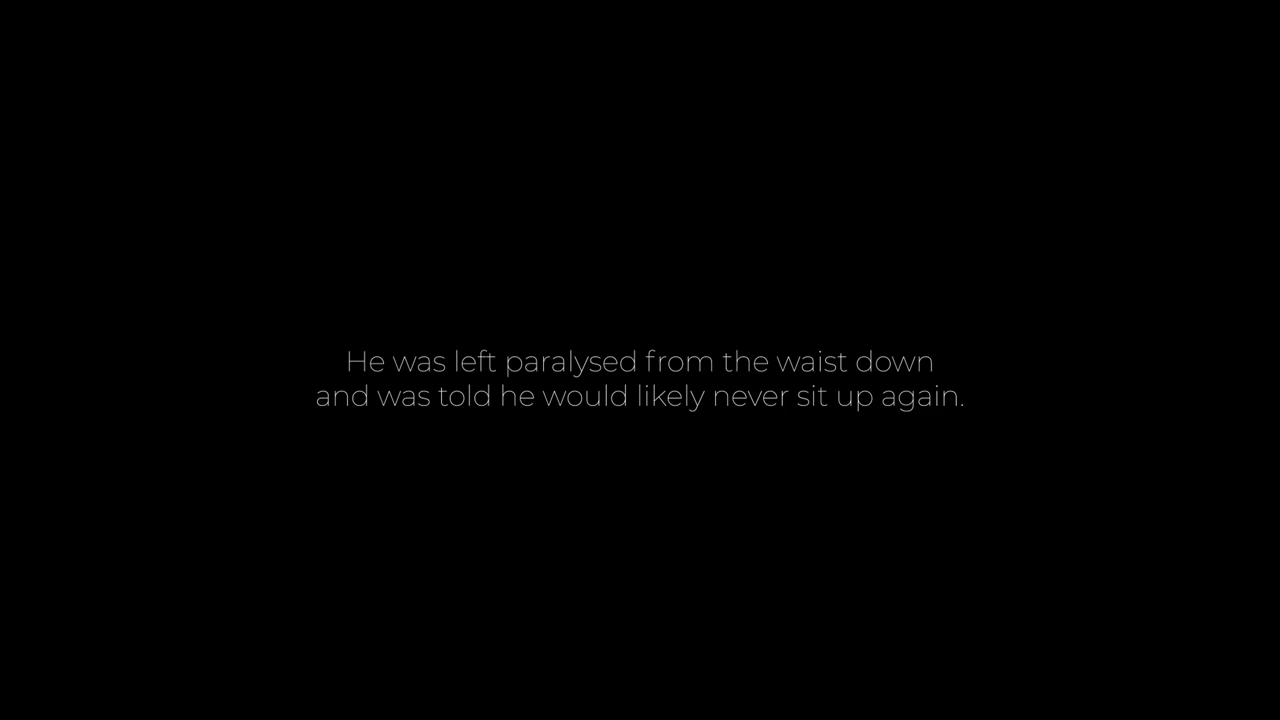 He was left paralysed from the waist down
and was told he would likely never sit up again.